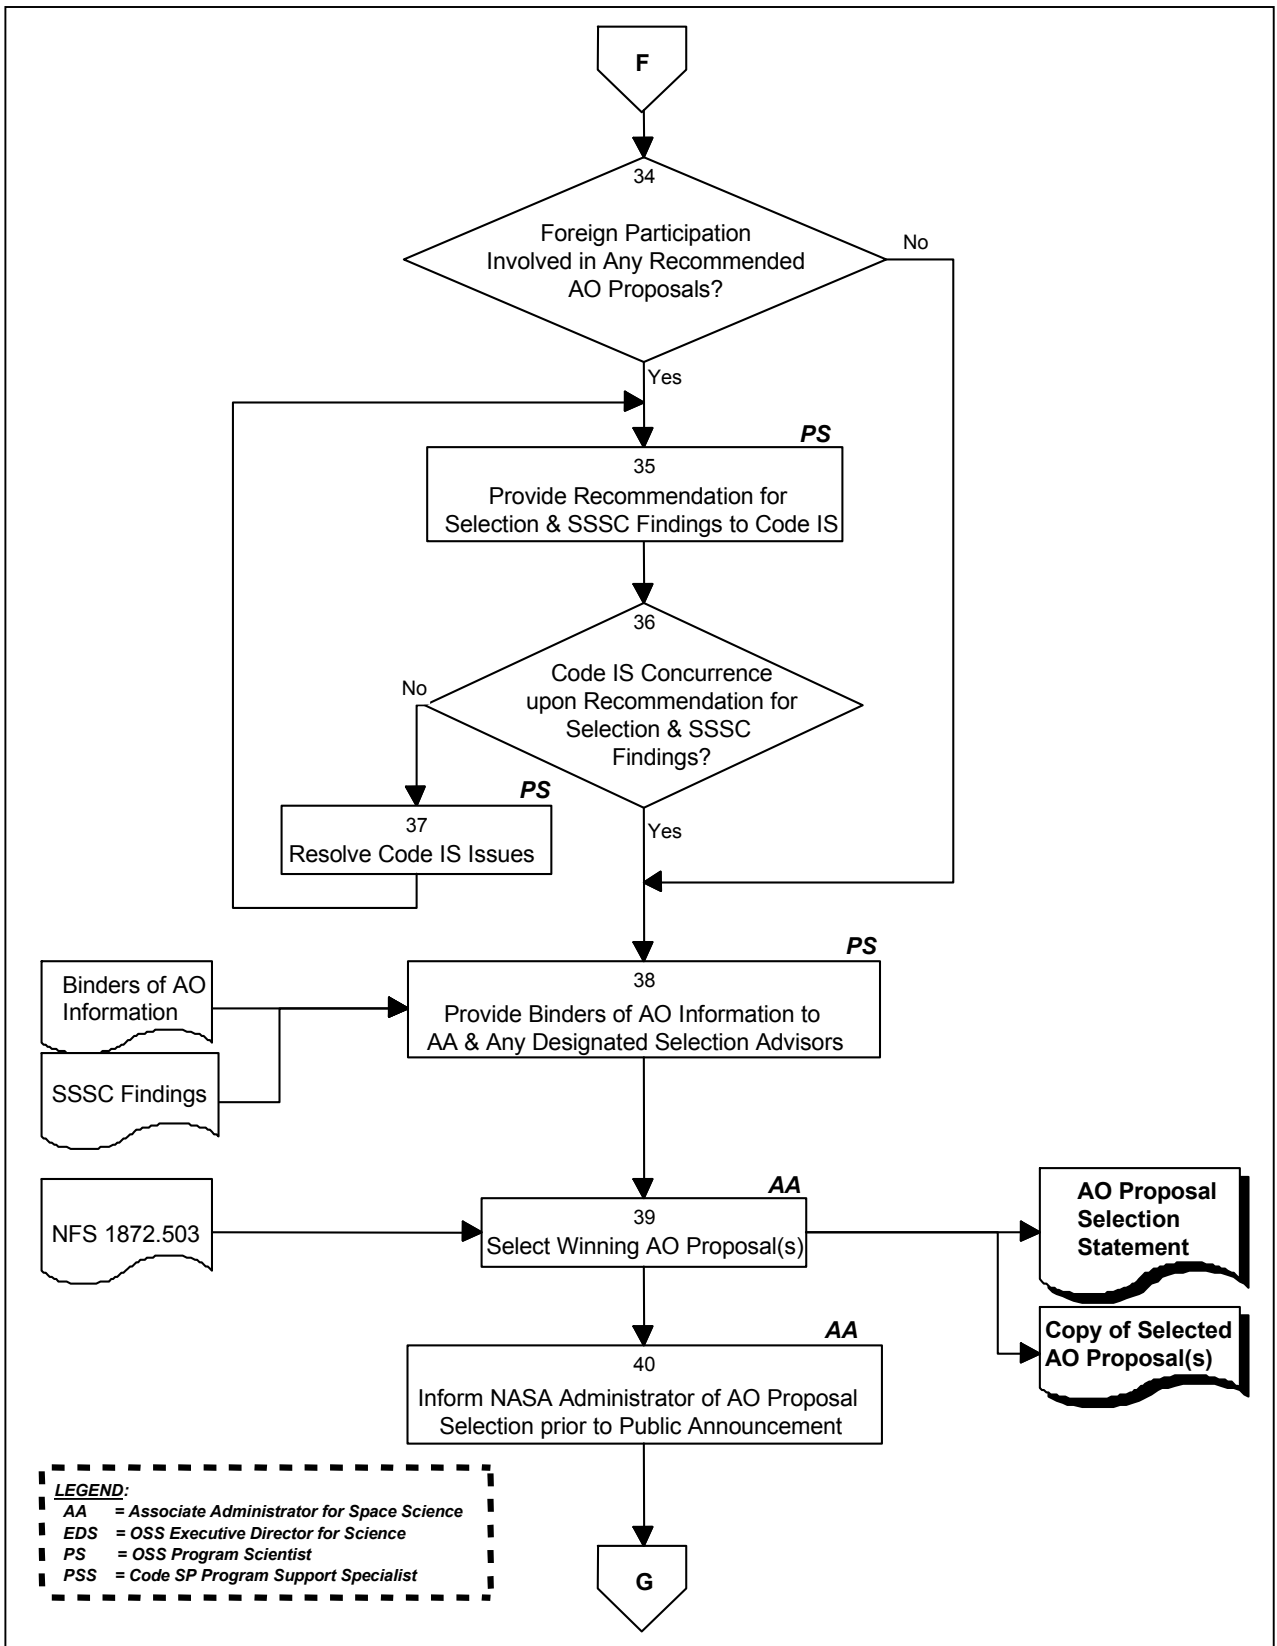 F
34
Foreign Participation
Involved in Any Recommended
AO Proposals?
No
Yes
PS
35
Provide Recommendation for
Selection & SSSC Findings to Code IS
36
Code IS Concurrence
upon Recommendation for
Selection & SSSC
Findings?
No
PS
37
Resolve Code IS Issues
Yes
PS
Binders of AO
Information
38
Provide Binders of AO Information to
AA & Any Designated Selection Advisors
SSSC Findings
AA
NFS 1872.503
39
Select Winning AO Proposal(s)
AO Proposal
Selection
Statement
Copy of Selected
AO Proposal(s)
AA
40
Inform NASA Administrator of AO Proposal
Selection prior to Public Announcement
LEGEND:
AA = Associate Administrator for Space Science
EDS = OSS Executive Director for Science
PS = OSS Program Scientist
PSS = Code SP Program Support Specialist
G